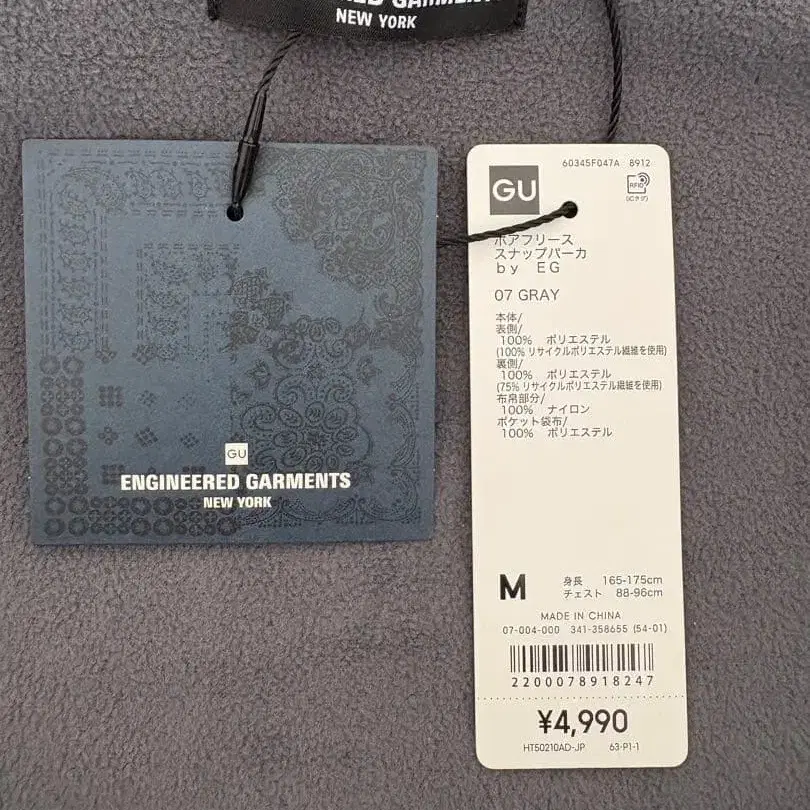 GARMENTS
NEW YORK
GU
ENGINEERED GARMENTS
NEW YORK
60345F047A 8912
GU
RFID
(ICタグ)
ボアフリース
スナップパーカ
by EG
07 GRAY
本体/
表側/
100% ポリエステル
(100% リサイクルポリエステル繊維を使用)
裏側/
100% ポリエステル
(75% リサイクルポリエステル繊維を使用)
布帛部分/
100% ナイロン
ポケット袋布/
100% ポリエステル
M
身長 165-175cm
チェスト 88-96cm
MADE IN CHINA
07-004-000 341-358655 (54-01)
2200078918247
¥4,990
HT50210AD-JP 63-P1-1